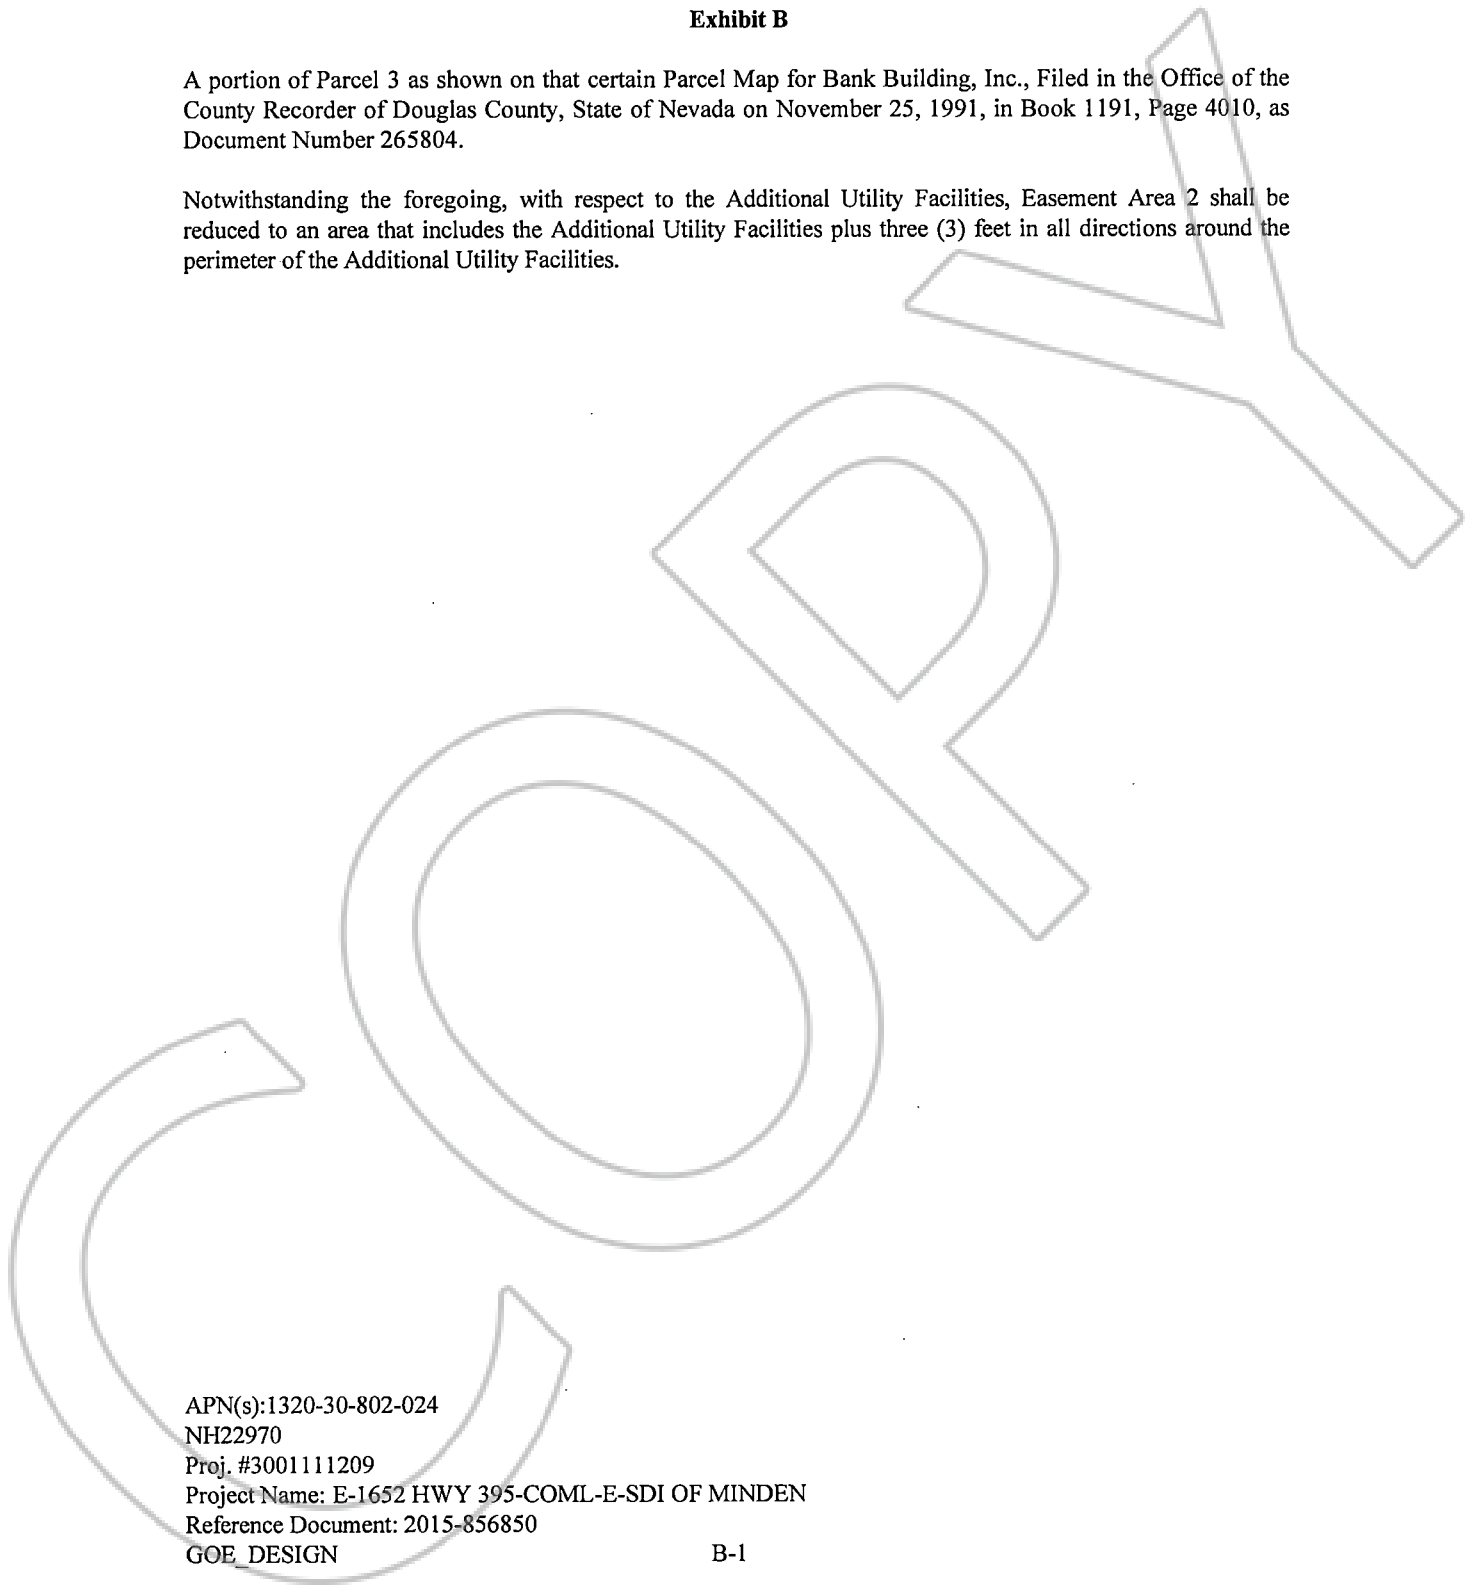 Exhibit B
A portion of Parcel 3 as shown on that certain Parcel Map for Bank Building, Inc., Filed in the Office of the
County Recorder of Douglas County, State of Nevada on November 25, 1991, in Book 1191, Page 4010, as
Document Number 265804.
Notwithstanding the foregoing, with respect to the Additional Utility Facilities, Easement Area 2 shall be
reduced to an area that includes the Additional Utility Facilities plus three (3) feet in all directions around the
perimeter of the Additional Utility Facilities.
COPY
APN(s):1320-30-802-024
NH22970
Proj. #3001111209
Project Name: E-1652 HWY 395-COML-E-SDI OF MINDEN
Reference Document: 2015-856850
GOE_DESIGN
B-1